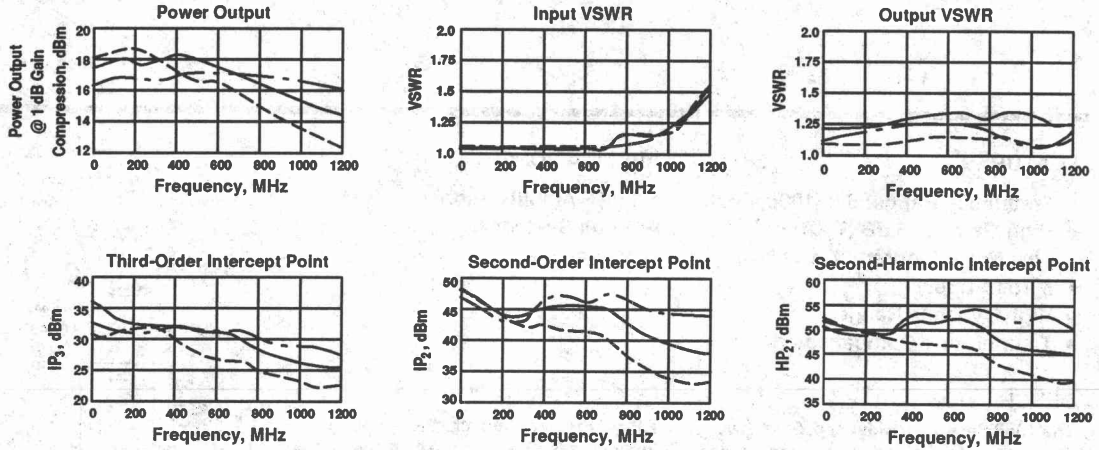 Power Output
Power Output
@ 1 dB Gain
Compression, dBm
20
18
16
14
12
0 200 400 600 800 1000 1200
Frequency, MHz
Input VSWR
VSWR
2.0
1.75
1.5
1.25
1.0
0 200 400 600 800 1000 1200
Frequency, MHz
Output VSWR
VSWR
2.0
1.75
1.5
1.25
1.0
0 200 400 600 800 1000 1200
Frequency, MHz
Third-Order Intercept Point
IP3, dBm
40
35
30
25
20
0 200 400 600 800 1000 1200
Frequency, MHz
Second-Order Intercept Point
IP2, dBm
50
45
40
35
30
0 200 400 600 800 1000 1200
Frequency, MHz
Second-Harmonic Intercept Point
HP2, dBm
60
55
50
45
40
35
0 200 400 600 800 1000 1200
Frequency, MHz